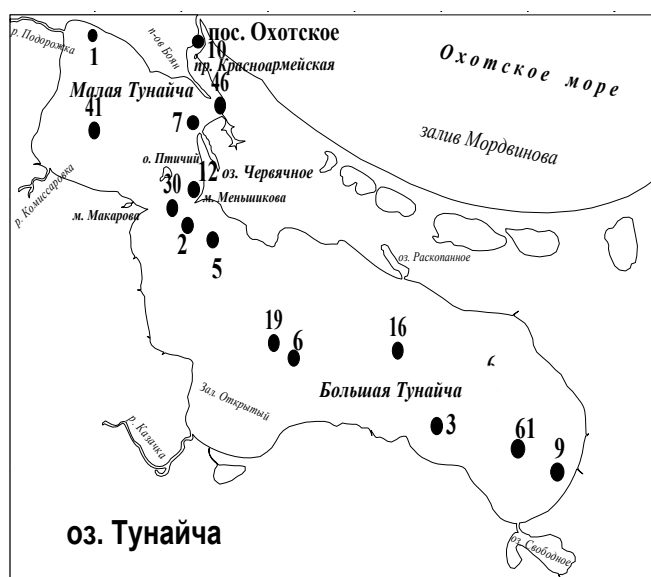 р. Подорожка
1
п-ов Боян
пос. Охотское
10
пр. Красноармейская
46
Охотское море
залив Мордвинова
Малая Тунайча
41
7
о. Птичий
12
оз. Червячное
30
м. Меньшикова
р. Комиссаровка
м. Макарова
2
5
оз. Раскопанное
19
6
16
Зал. Открытый
Большая Тунайча
3
61
9
р. Казачка
оз. Тунайча
оз. Свободное